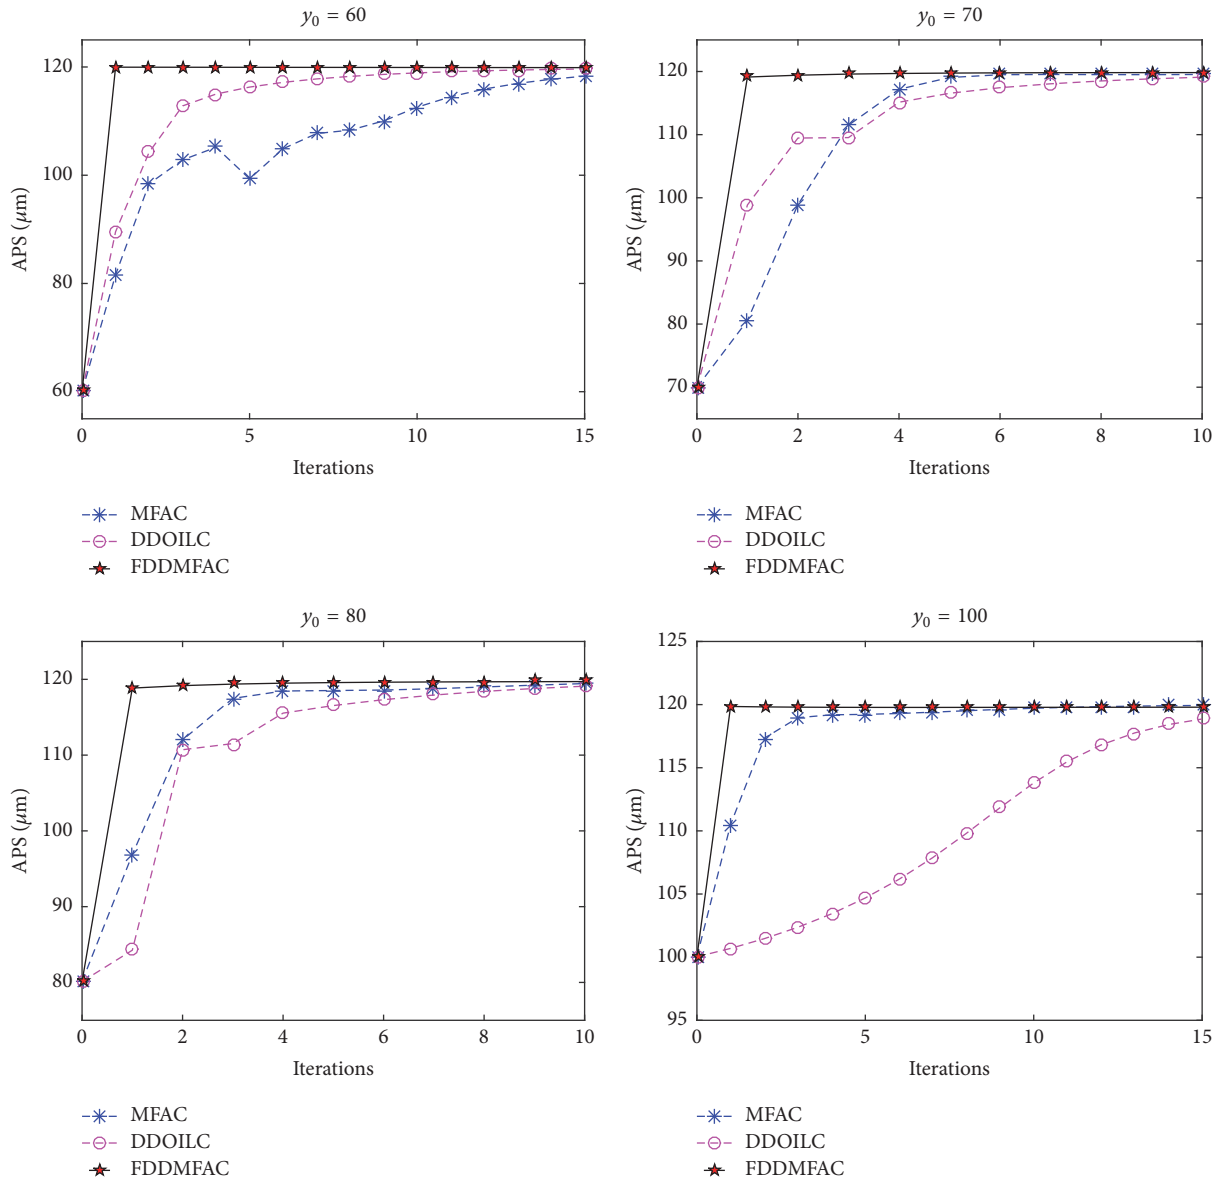 y0 = 60
120
100
80
60
APS (μm)
0
5
10
15
Iterations
MFAC
DDOILC
FDDMFAC
y0 = 70
120
110
100
90
80
70
APS (μm)
0
2
4
6
8
10
Iterations
MFAC
DDOILC
FDDMFAC
y0 = 80
120
110
100
90
80
APS (μm)
0
2
4
6
8
10
Iterations
MFAC
DDOILC
FDDMFAC
y0 = 100
125
120
115
110
105
100
95
APS (μm)
0
5
10
15
Iterations
MFAC
DDOILC
FDDMFAC